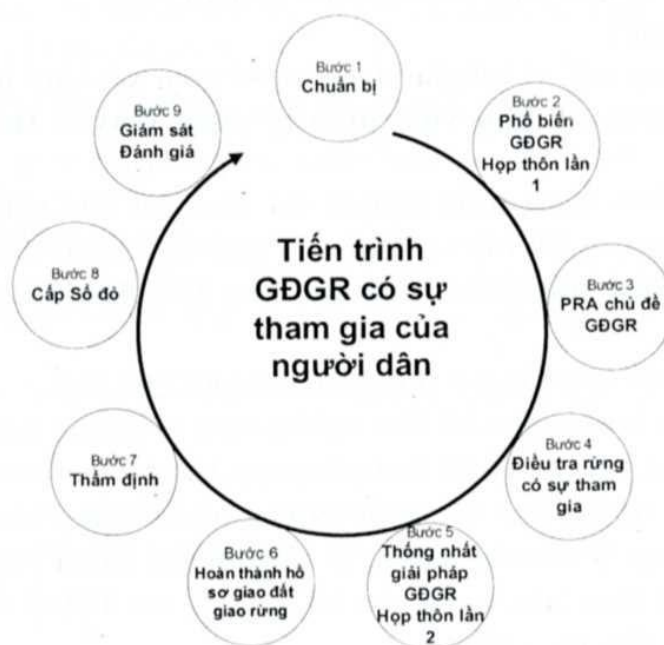 Bước 1
Chuẩn bị
Bước 2
Phổ biến
GĐGR
Họp thôn lần
1
Bước 3
PRA chủ đề
GĐGR
Bước 4
Điều tra rừng
có sự tham
gia
Bước 5
Thống nhất
giải pháp
GĐGR
Họp thôn lần
2
Bước 6
Hoàn thành hồ
sơ giao đất
giao rừng
Bước 7
Thẩm định
Bước 8
Cấp Sổ đỏ
Bước 9
Giám sát
Đánh giá
Tiến trình
GĐGR có sự
tham gia của
người dân